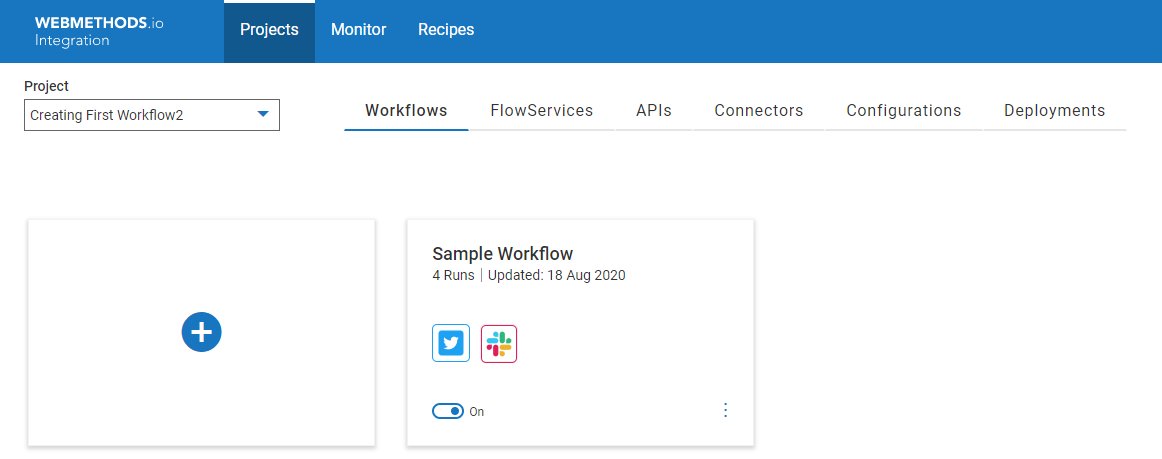 WEBMETHODS.io
Integration
Projects
Monitor
Recipes
Project
Creating First Workflow2
Workflows
FlowServices
APIs
Connectors
Configurations
Deployments
Sample Workflow
4 Runs | Updated: 18 Aug 2020
On